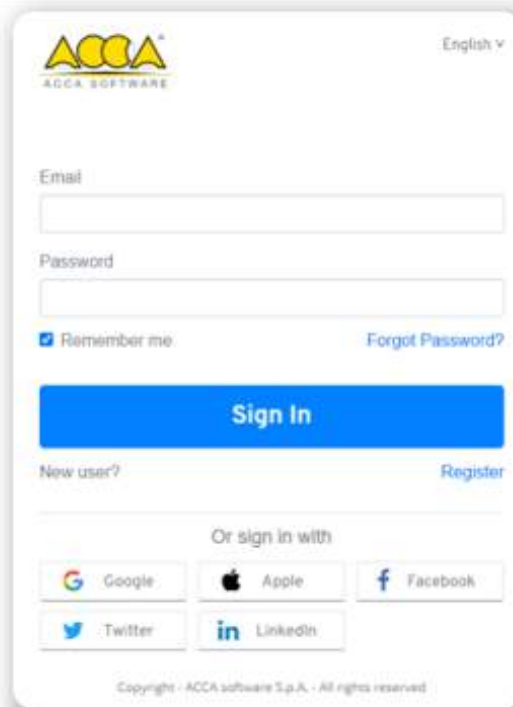 ACCA
ACCA SOFTWARE
English
Email
Password
Remember me Forgot Password?
Sign In
New user? Register
Or sign in with
Google Apple Facebook
Twitter LinkedIn
Copyright - ACCA software S.p.A. - All rights reserved